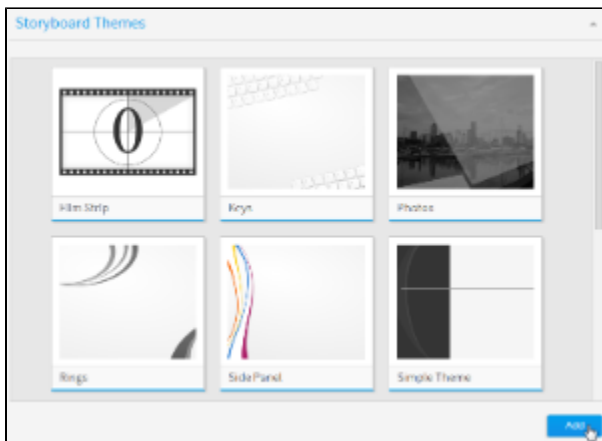 Storyboard Themes
0
Film Strip
Keys
Photos
Rings
Side Panel
Simple Theme
Add